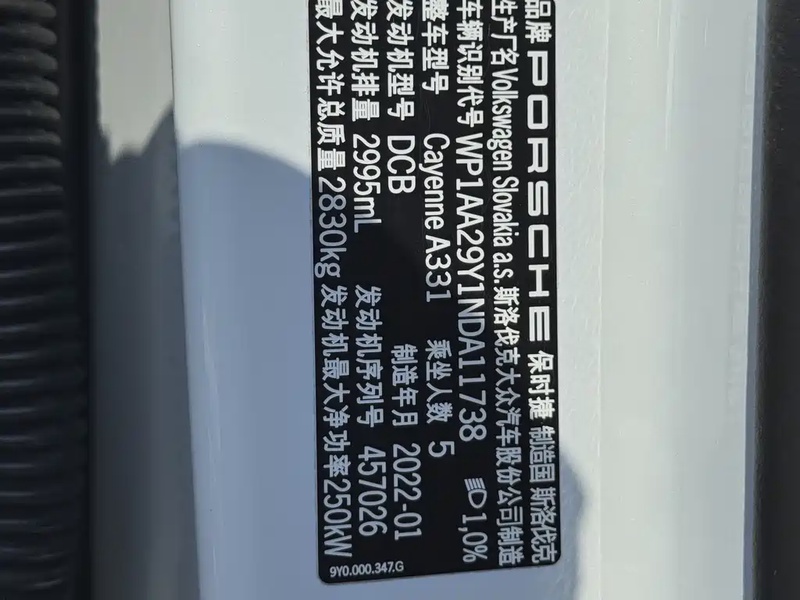 品牌 PORSCHE 保时捷 制造国 斯洛伐克
生产厂名 Volkswagen Slovakia a.s. 斯洛伐克大众汽车股份公司制造
车辆识别代号 WP1AA29Y1NDA11738 1,0%
整车型号 Cayenne A331 乘坐人数 5
发动机型号 DCB 制造年月 2022-01
发动机排量 2995mL 发动机序列号 457026
最大允许总质量 2830kg 发动机最大净功率 250kW
9Y0.000.347.G